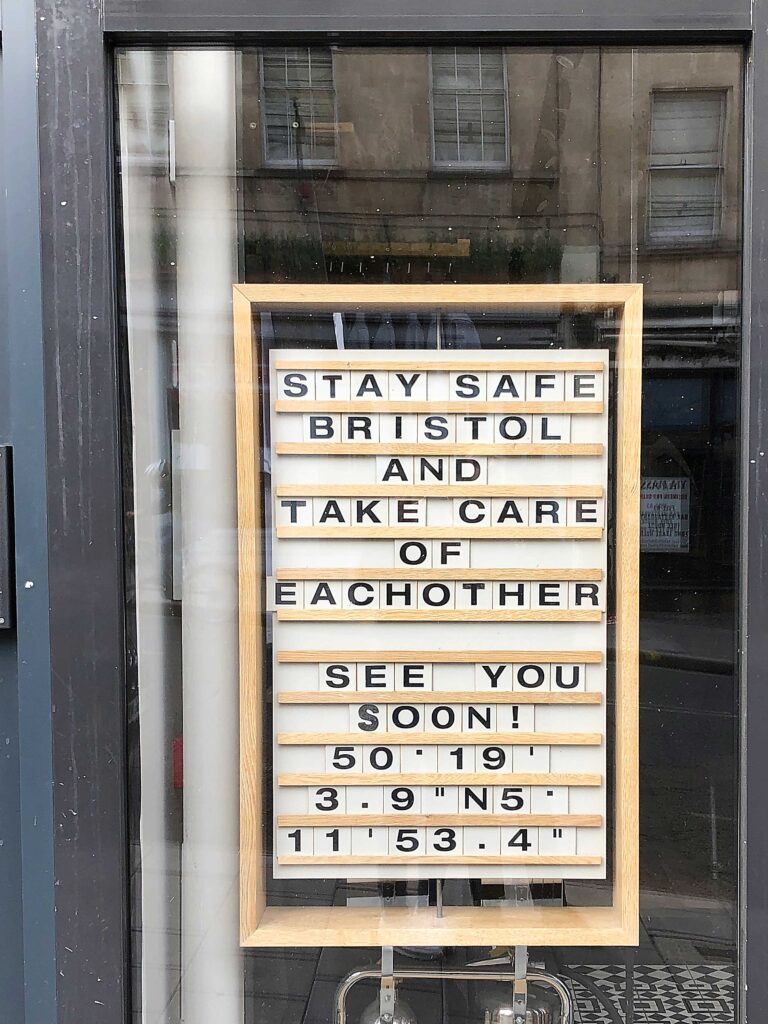 STAY SAFE
BRISTOL
AND
TAKE CARE
OF
EACHOTHER
SEE YOU
SOON!
50·19'
3.9"N5·
11'53.4"